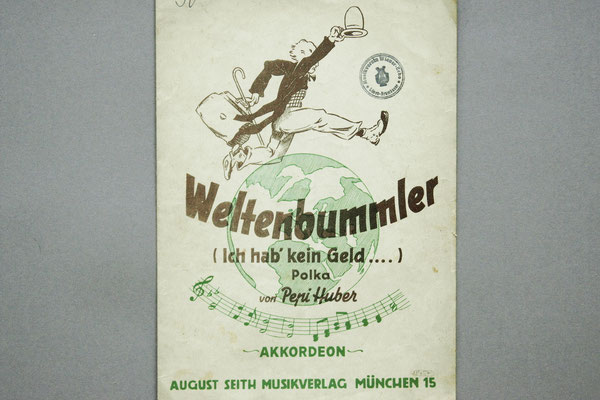 Weltenbummler
(Ich hab' kein Geld....)
Polka
von Pepi Huber
AKKORDEON
AUGUST SEITH MUSIKVERLAG MÜNCHEN 15